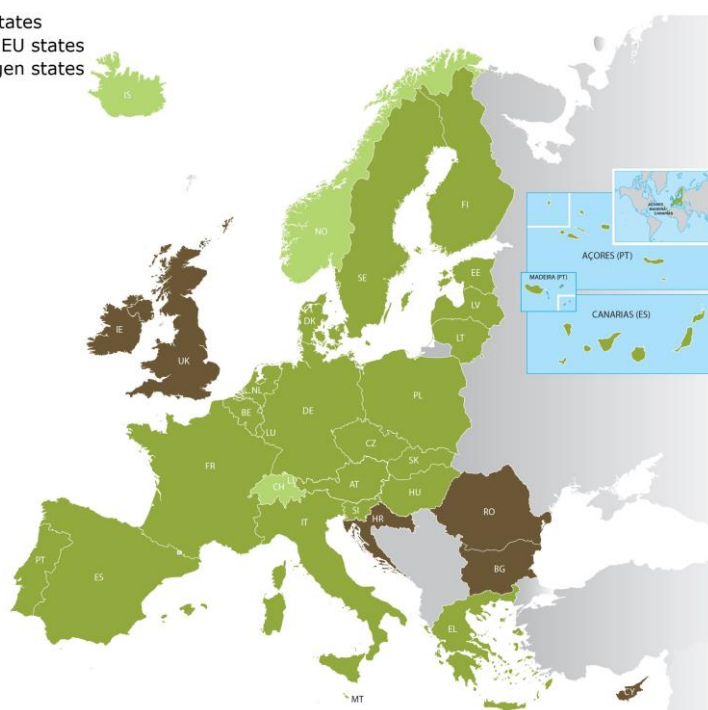 tates
EU states
gen states
IS
NO
SE
FI
EE
LV
LT
DK
IE
UK
NL
BE
LU
DE
PL
CZ
SK
FR
CH
LI
AT
HU
SI
HR
RO
IT
BG
PT
ES
EL
MT
CY
AÇORES (PT)
MADEIRA (PT)
CANARIAS (ES)